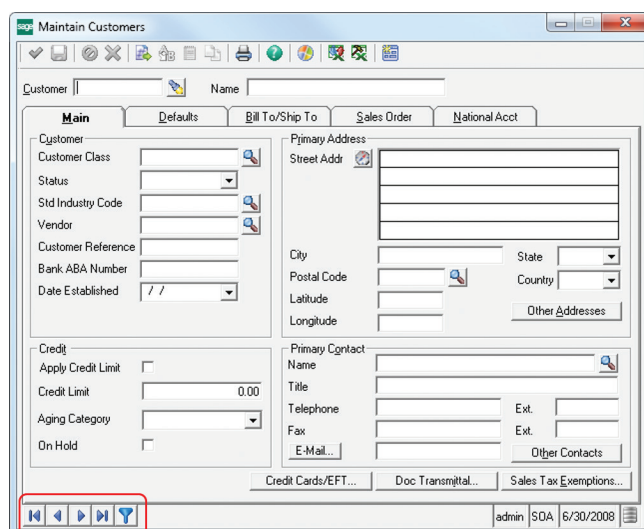 sage Maintain Customers
Customer Name
Main Defaults Bill To/Ship To Sales Order National Acct
Customer
Customer Class
Status
Std Industry Code
Vendor
Customer Reference
Bank ABA Number
Date Established / /
Primary Address
Street Addr
City State
Postal Code Country
Latitude
Longitude Other Addresses
Credit
Apply Credit Limit
Credit Limit 0.00
Aging Category
On Hold
Primary Contact
Name
Title
Telephone Ext.
Fax Ext.
E-Mail... Other Contacts
Credit Cards/EFT... Doc Transmittal... Sales Tax Exemptions...
admin SOA 6/30/2008